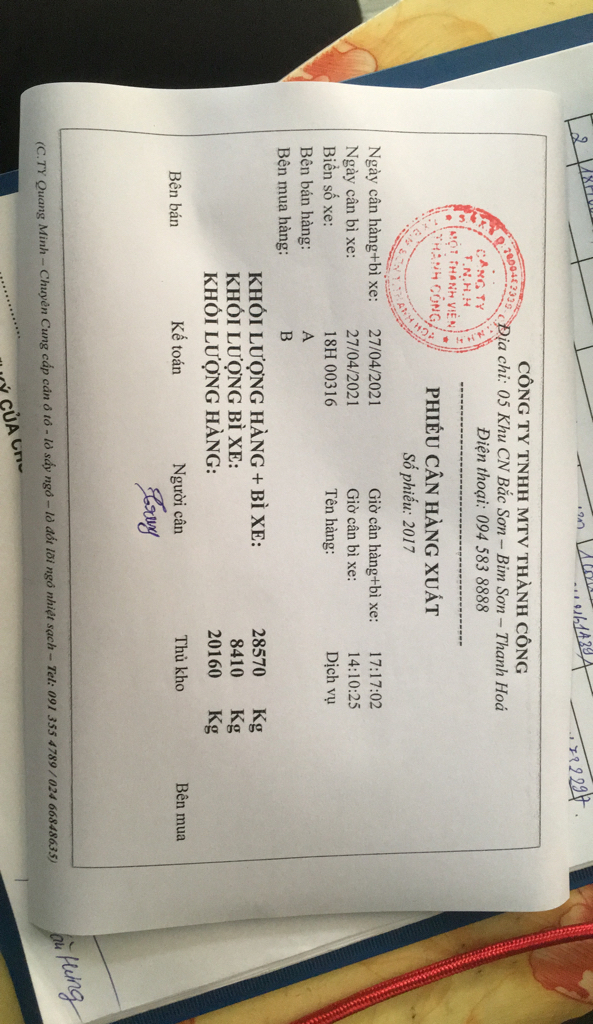 CÔNG TY TNHH MTV THÀNH CÔNG
Địa chỉ: 05 Khu CN Bắc Sơn – Bim Sơn – Thanh Hoá
Điện thoại: 094 583 8888
PHIẾU CÂN HÀNG XUẤT
Số phiếu: 2017
Ngày cân hàng+bì xe: 27/04/2021 Giờ cân hàng+bì xe: 17:17:02
Ngày cân bì xe: 27/04/2021 Giờ cân bì xe: 14:10:25
Biển số xe: 18H 00316 Tên hàng: Dịch vụ
Bên bán hàng: A
Bên mua hàng: B
KHỐI LƯỢNG HÀNG + BÌ XE: 28570 Kg
KHỐI LƯỢNG BÌ XE: 8410 Kg
KHỐI LƯỢNG HÀNG: 20160 Kg
Bên bán Kế toán Người cân Thủ kho Bên mua
(C.TY Quang Minh – Chuyên Cung cấp cân ô tô - lò sấy ngô – lò đốt lõi ngô nhiệt sạch – Tel: 091 355 4789 / 024 66848635)
CÔNG TY
T.N.H.H
MỘT THÀNH VIÊN
THÀNH CÔNG
KÝ CỦA
Hưng
2